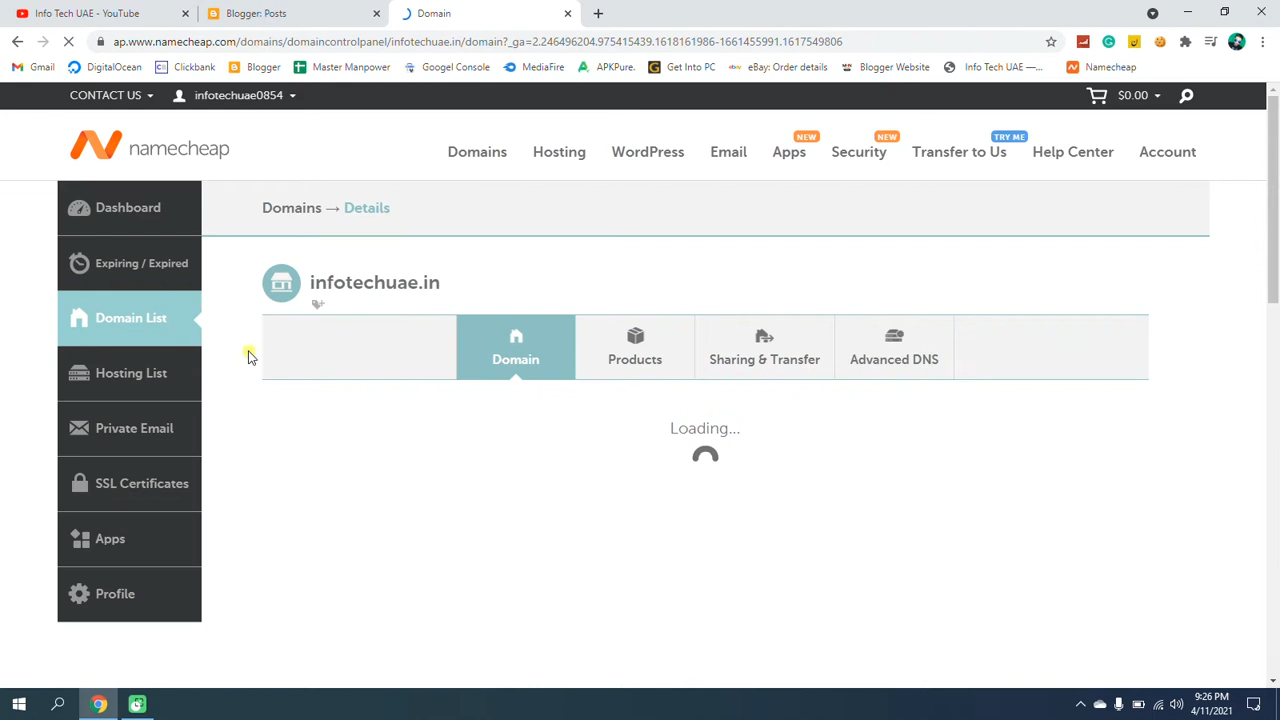 Info Tech UAE - YouTube
Blogger: Posts
Domain
ap.www.namecheap.com/domains/domaincontrolpanel/infotechuae.in/domain?_ga=2.246496204.975415439.1618161986-1661455991.1617549806
Gmail
DigitalOcean
Clickbank
Blogger
Master Manpower
Googel Console
MediaFire
APKPure.
Get Into PC
eBay: Order details
Blogger Website
Info Tech UAE —...
Namecheap
CONTACT US
infotechuae0854
$0.00
namecheap
Domains
Hosting
WordPress
Email
NEW
Apps
NEW
Security
TRY ME
Transfer to Us
Help Center
Account
Dashboard
Expiring / Expired
Domain List
Hosting List
Private Email
SSL Certificates
Apps
Profile
Domains → Details
infotechuae.in
Domain
Products
Sharing & Transfer
Advanced DNS
Loading...
9:26 PM
4/11/2021